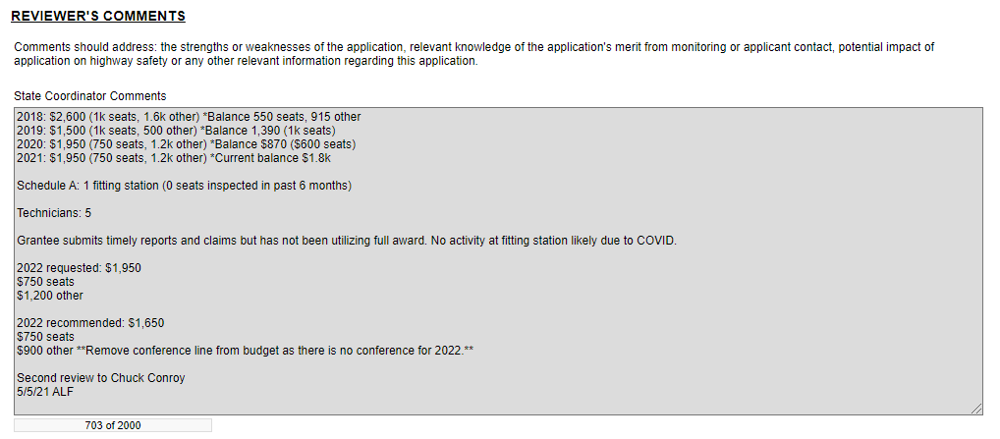 REVIEWER'S COMMENTS
Comments should address: the strengths or weaknesses of the application, relevant knowledge of the application's merit from monitoring or applicant contact, potential impact of
application on highway safety or any other relevant information regarding this application.
State Coordinator Comments
2018: $2,600 (1k seats, 1.6k other) *Balance 550 seats, 915 other
2019: $1,500 (1k seats, 500 other) *Balance 1,390 (1k seats)
2020: $1,950 (750 seats, 1.2k other) *Balance $870 ($600 seats)
2021: $1,950 (750 seats, 1.2k other) *Current balance $1.8k
Schedule A: 1 fitting station (0 seats inspected in past 6 months)
Technicians: 5
Grantee submits timely reports and claims but has not been utilizing full award. No activity at fitting station likely due to COVID.
2022 requested: $1,950
$750 seats
$1,200 other
2022 recommended: $1,650
$750 seats
$900 other **Remove conference line from budget as there is no conference for 2022.**
Second review to Chuck Conroy
5/5/21 ALF
703 of 2000